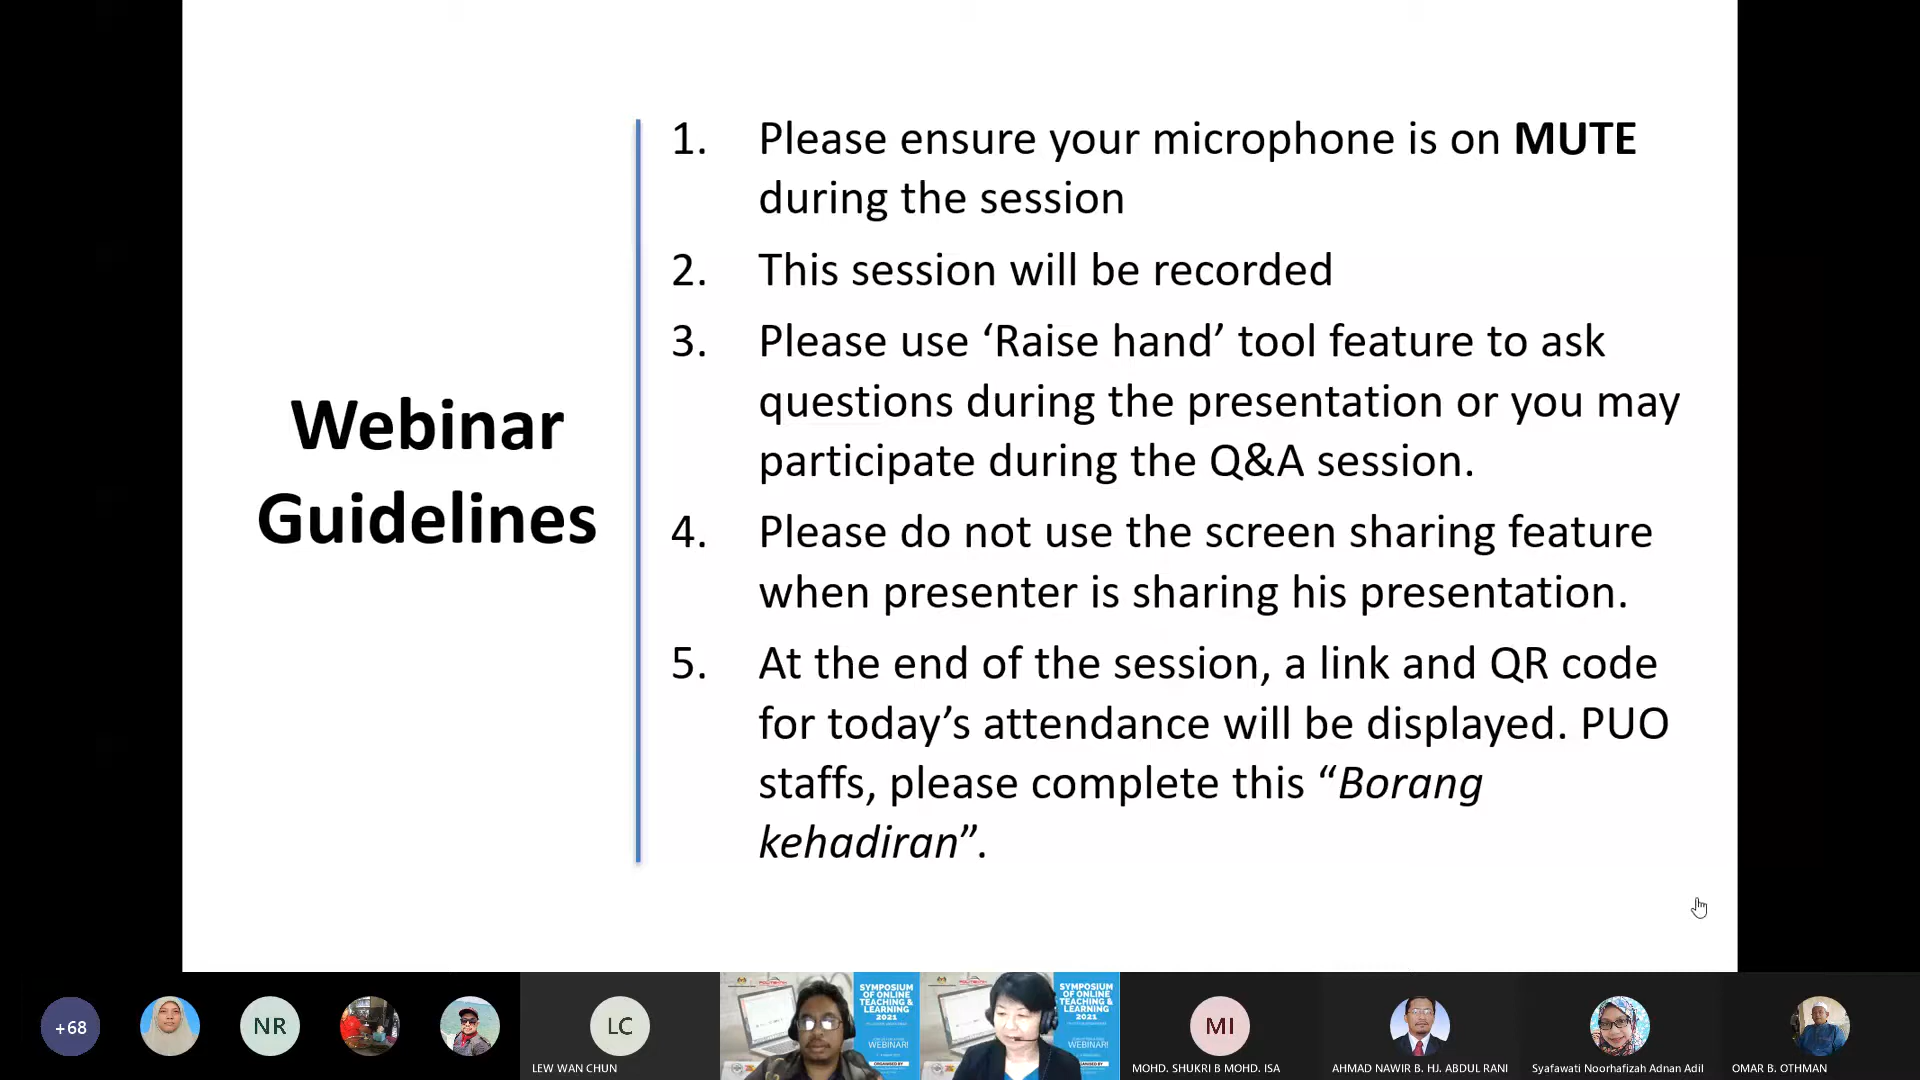 Webinar
Guidelines
1. Please ensure your microphone is on MUTE
during the session
2. This session will be recorded
3. Please use ‘Raise hand’ tool feature to ask
questions during the presentation or you may
participate during the Q&A session.
4. Please do not use the screen sharing feature
when presenter is sharing his presentation.
5. At the end of the session, a link and QR code
for today’s attendance will be displayed. PUO
staffs, please complete this “Borang
kehadiran”.
+68
NR
LC
LEW WAN CHUN
SYMPOSIUM
OF ONLINE
TEACHING &
LEARNING
2021
WEBINAR!
SYMPOSIUM
OF ONLINE
TEACHING &
LEARNING
2021
WEBINAR!
MI
MOHD. SHUKRI B MOHD. ISA
AHMAD NAWIR B. HJ. ABDUL RANI
Syafawati Noorhafizah Adnan Adil
OMAR B. OTHMAN